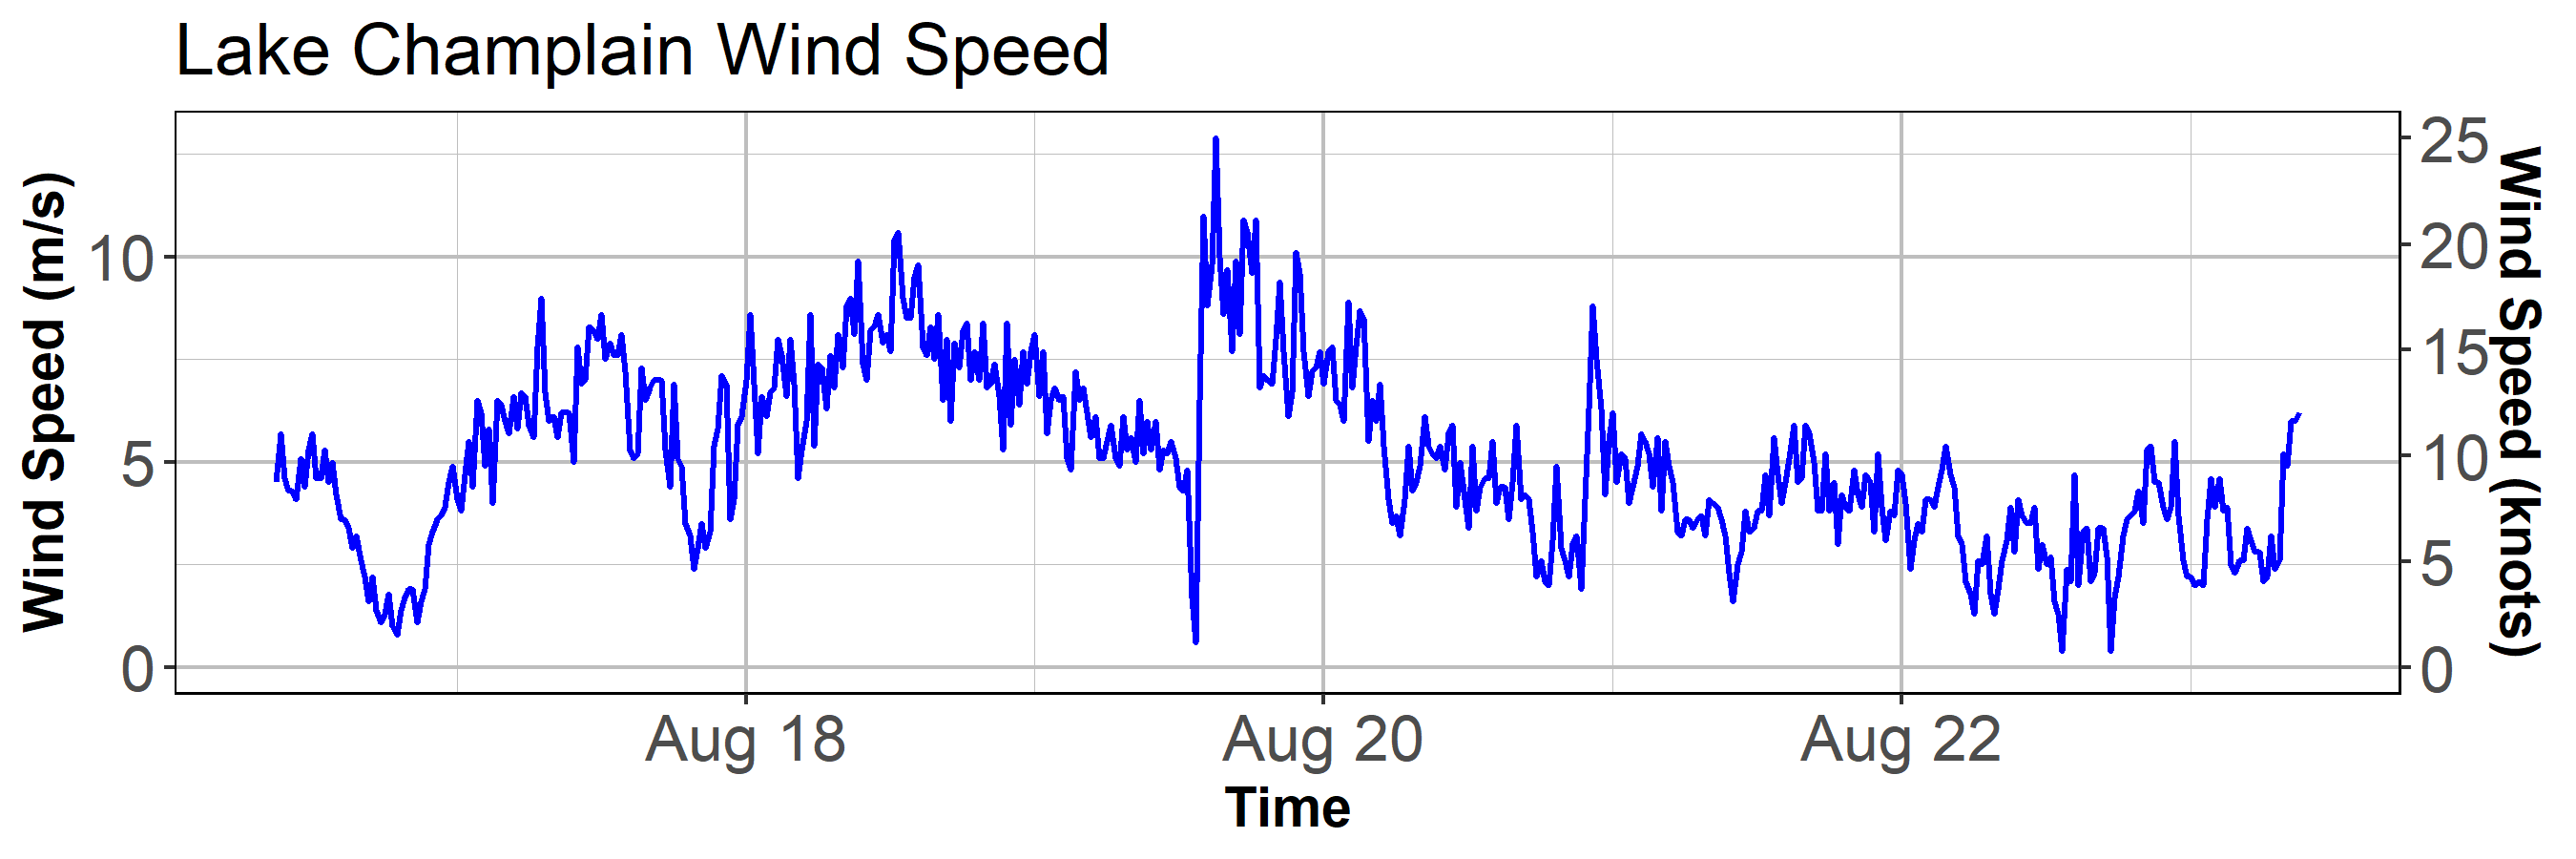 Lake Champlain Wind Speed
Wind Speed (m/s)
10
5
0
25
20
15
10
5
0
Wind Speed (knots)
Aug 18
Aug 20
Aug 22
Time